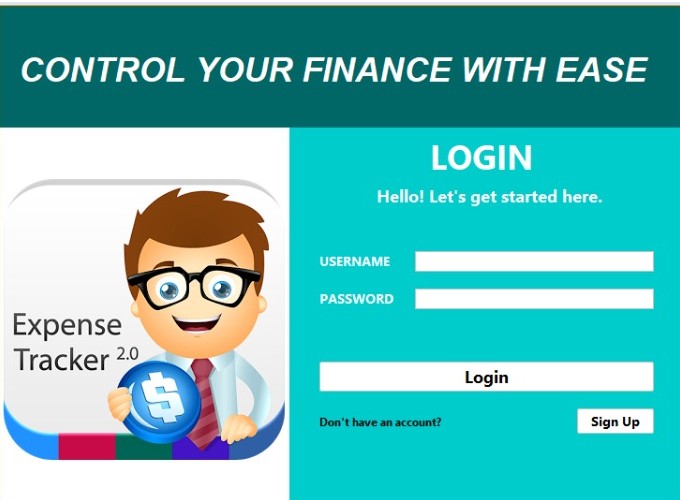 CONTROL YOUR FINANCE WITH EASE
LOGIN
Hello! Let's get started here.
USERNAME
PASSWORD
Expense
Tracker 2.0
$
Login
Don't have an account?
Sign Up